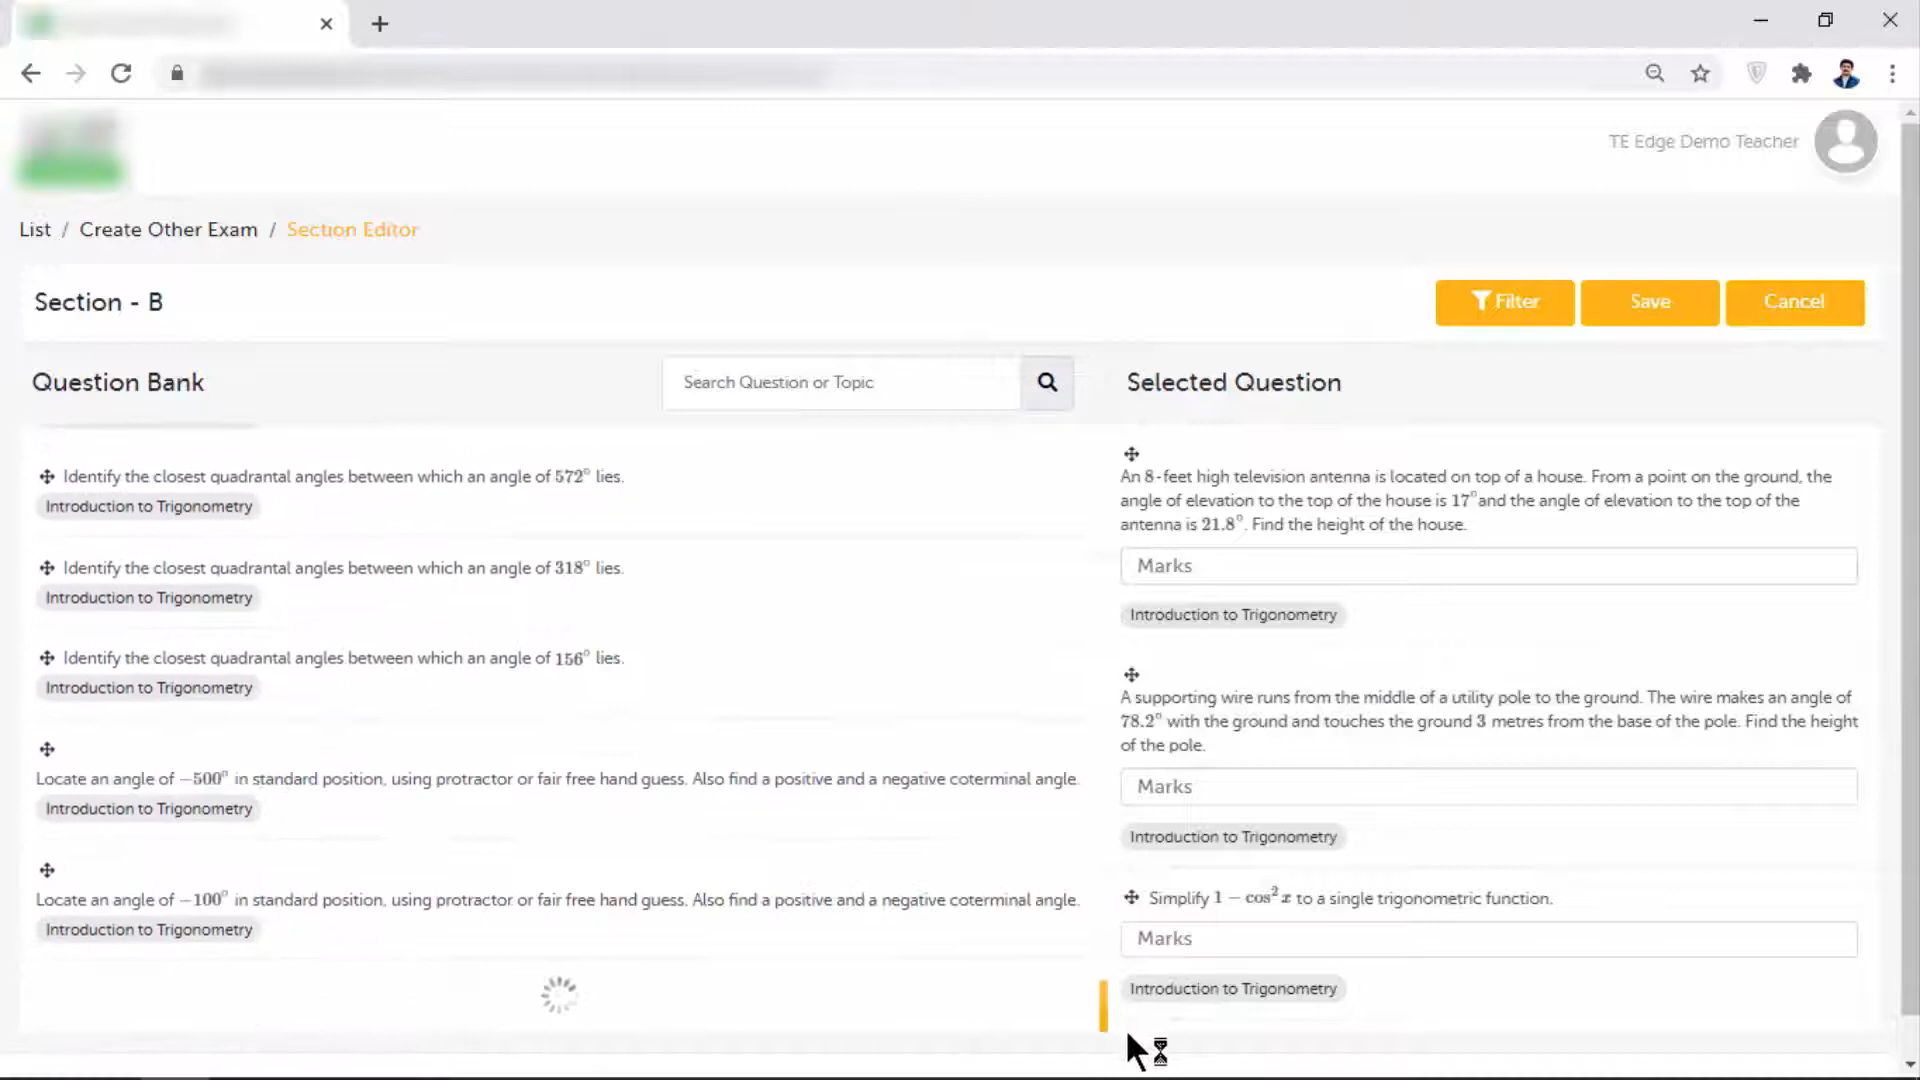 TE Edge Demo Teacher
List / Create Other Exam / Section Editor
Section - B
Filter
Save
Cancel
Question Bank
Search Question or Topic
Selected Question
Identify the closest quadrantal angles between which an angle of 572° lies.
Introduction to Trigonometry
Identify the closest quadrantal angles between which an angle of 318° lies.
Introduction to Trigonometry
Identify the closest quadrantal angles between which an angle of 156° lies.
Introduction to Trigonometry
Locate an angle of −500° in standard position, using protractor or fair free hand guess. Also find a positive and a negative coterminal angle.
Introduction to Trigonometry
Locate an angle of −100° in standard position, using protractor or fair free hand guess. Also find a positive and a negative coterminal angle.
Introduction to Trigonometry
An 8-feet high television antenna is located on top of a house. From a point on the ground, the
angle of elevation to the top of the house is 17° and the angle of elevation to the top of the
antenna is 21.8°. Find the height of the house.
Marks
Introduction to Trigonometry
A supporting wire runs from the middle of a utility pole to the ground. The wire makes an angle of
78.2° with the ground and touches the ground 3 metres from the base of the pole. Find the height
of the pole.
Marks
Introduction to Trigonometry
Simplify 1 − cos² x to a single trigonometric function.
Marks
Introduction to Trigonometry